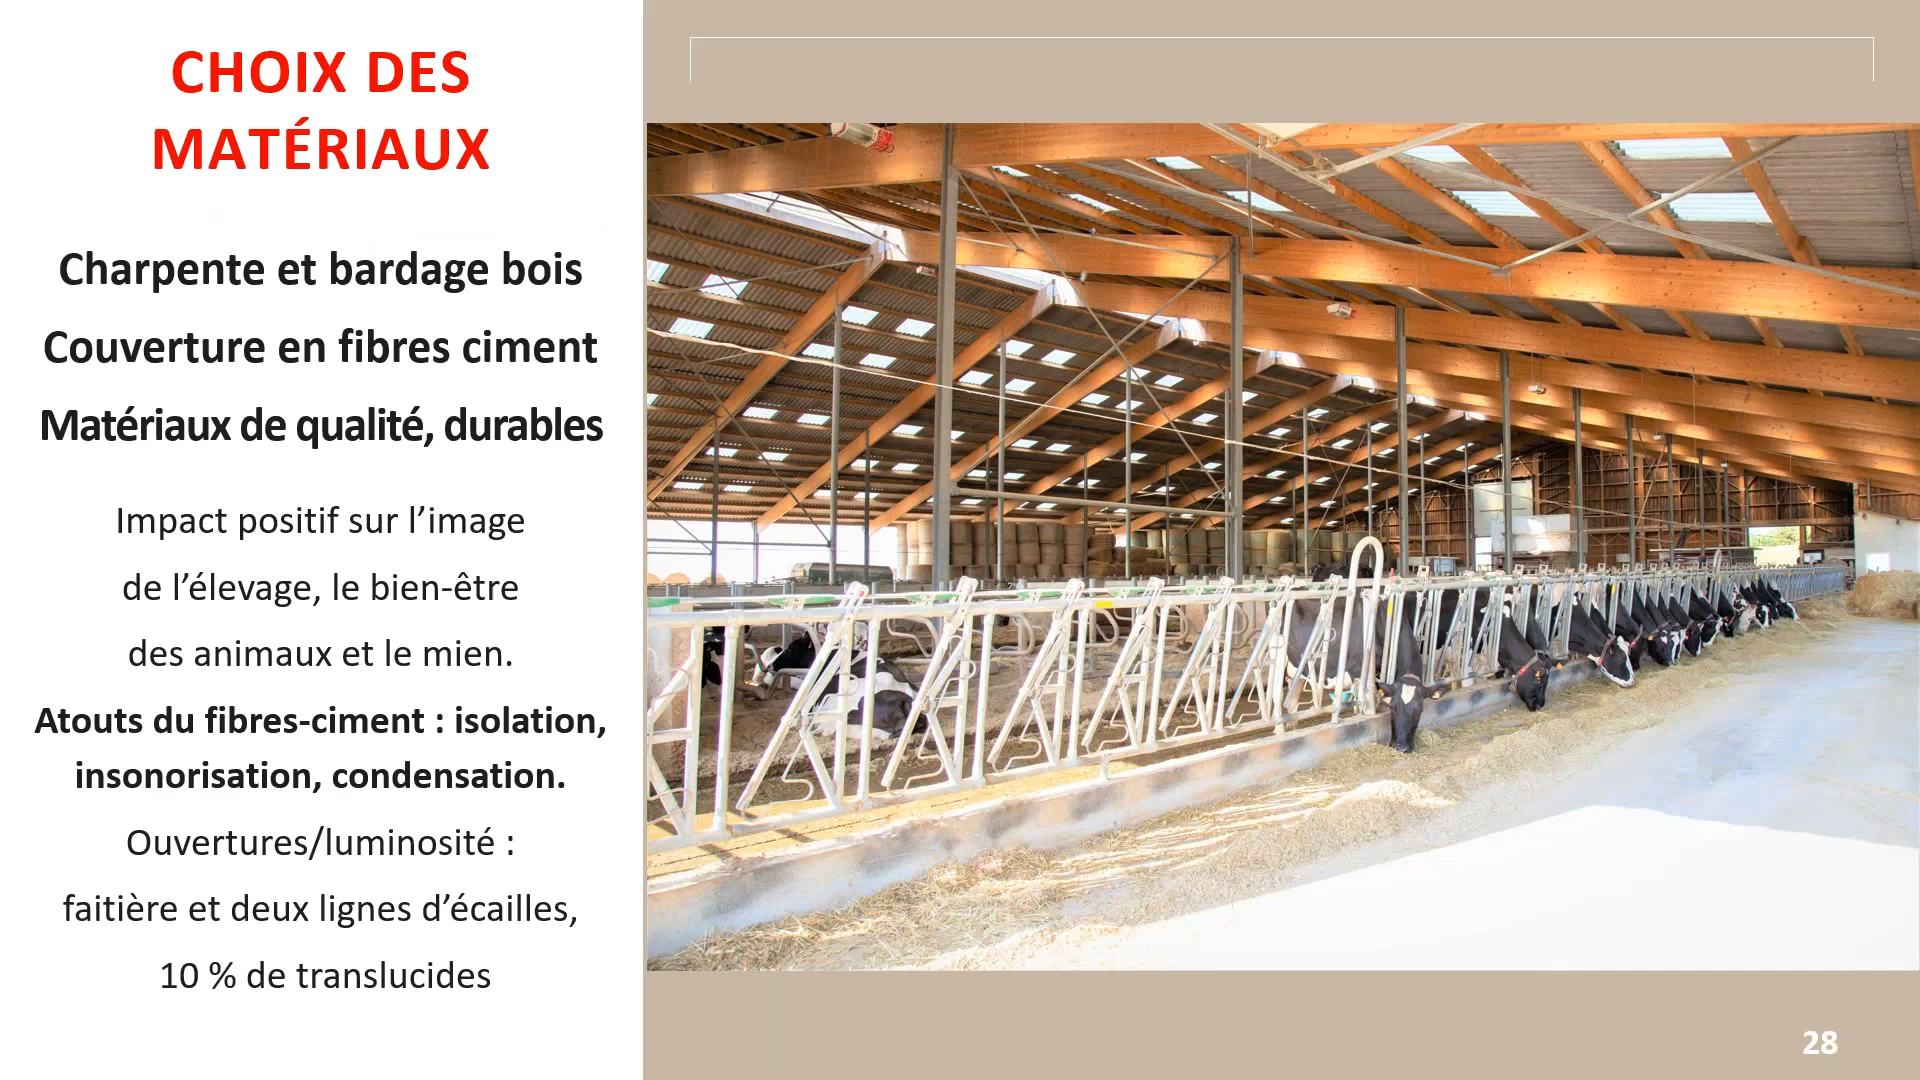 CHOIX DES
MATÉRIAUX
Charpente et bardage bois
Couverture en fibres ciment
Matériaux de qualité, durables
Impact positif sur l’image
de l’élevage, le bien-être
des animaux et le mien.
Atouts du fibres-ciment : isolation,
insonorisation, condensation.
Ouvertures/luminosité :
faitière et deux lignes d’écailles,
10 % de translucides
28